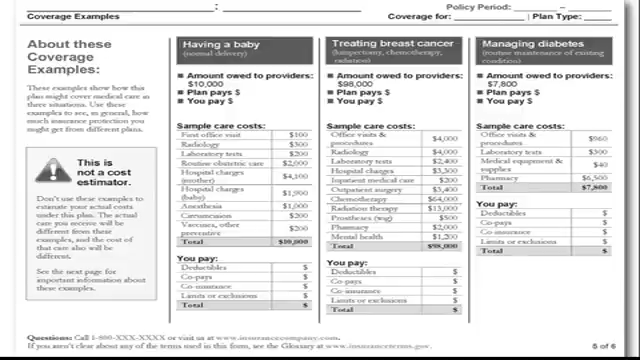 Coverage Examples
Policy Period:
Coverage for: | Plan Type:
About these
Coverage
Examples:
These examples show how this
plan might cover medical care in
three situations. Use these
examples to see, in general, how
much insurance protection you
might get from different plans.
This is
not a cost
estimator.
Don't use these examples to
estimate your actual costs
under this plan. The actual
care you receive will be
different from these
examples, and the cost of
that care also will be
different.
See the next page for
important information about
these examples.
Having a baby
(normal delivery)
Amount owed to providers:
$10,000
Plan pays $
You pay $
Sample care costs:
First office visit $100
Radiology $300
Laboratory tests $200
Routine obstetric care $2,000
Hospital charges
(mother) $4,100
Hospital charges
(baby) $1,900
Anesthesia $1,000
Circumcision $200
Vaccines, other
preventive $200
Total $10,000
You pay:
Deductibles $
Co-pays $
Co-insurance $
Limits or exclusions $
Total $
Treating breast cancer
(lumpectomy, chemotherapy,
radiation)
Amount owed to providers:
$98,000
Plan pays $
You pay $
Sample care costs:
Office visits &
procedures $4,000
Radiology $4,000
Laboratory tests $2,400
Hospital charges $3,300
Inpatient medical care $200
Outpatient surgery $3,400
Chemotherapy $64,000
Radiation therapy $13,000
Prostheses (wig) $500
Pharmacy $2,000
Mental health $1,200
Total $98,000
You pay:
Deductibles $
Co-pays $
Co-insurance $
Limits or exclusions $
Total $
Managing diabetes
(routine maintenance of existing
condition)
Amount owed to providers:
$7,800
Plan pays $
You pay $
Sample care costs:
Office visits &
procedures $960
Laboratory tests $300
Medical equipment &
supplies $40
Pharmacy $6,500
Total $7,800
You pay:
Deductibles $
Co-pays $
Co-insurance $
Limits or exclusions $
Total $
Questions: Call 1-800-XXX-XXXX or visit us at www.insurancecompany.com.
If you aren't clear about any of the terms used in this form, see the Glossary at www.insuranceterms.gov.
5 of 6